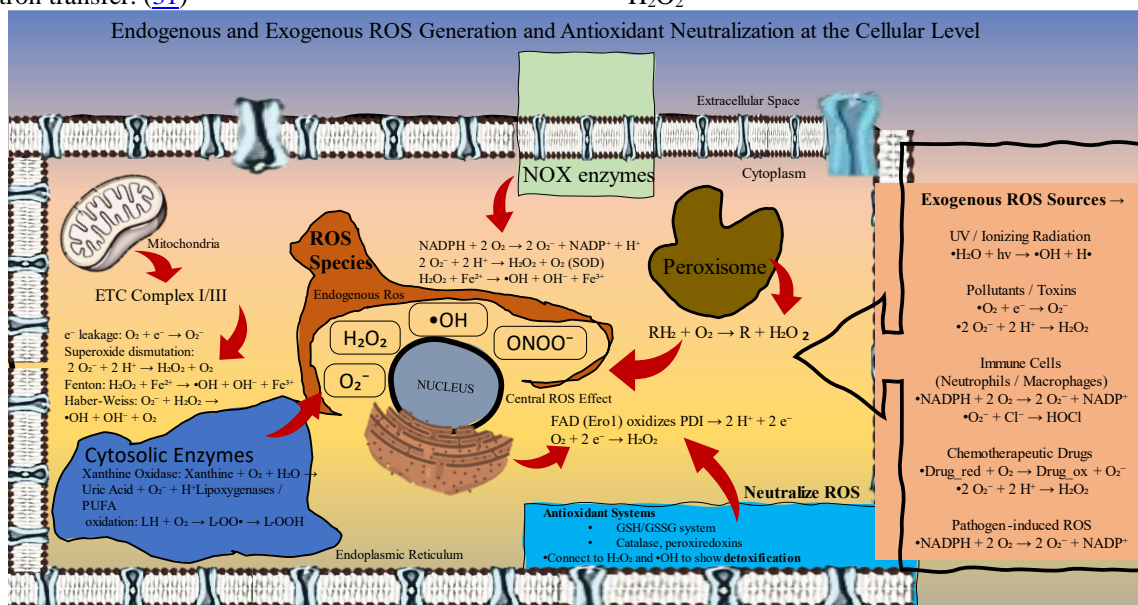 tron transfer. (31)
H₂O₂
Endogenous and Exogenous ROS Generation and Antioxidant Neutralization at the Cellular Level
Extracellular Space
NOX enzymes
Cytoplasm
Mitochondria
ETC Complex I/III
e⁻ leakage: O₂ + e⁻ → O₂⁻
Superoxide dismutation:
2 O₂⁻ + 2 H⁺ → H₂O₂ + O₂
Fenton: H₂O₂ + Fe²⁺ → •OH + OH⁻ + Fe³⁺
Haber-Weiss: O₂⁻ + H₂O₂ →
•OH + OH⁻ + O₂
ROS
Species
Endogenous Ros
NADPH + 2 O₂ → 2 O₂⁻ + NADP⁺ + H⁺
2 O₂⁻ + 2 H⁺ → H₂O₂ + O₂ (SOD)
H₂O₂ + Fe²⁺ → •OH + OH⁻ + Fe³⁺
Peroxisome
RH₂ + O₂ → R + H₂O ₂
•OH
H₂O₂
ONOO⁻
O₂⁻
NUCLEUS
Central ROS Effect
FAD (Ero1) oxidizes PDI → 2 H⁺ + 2 e⁻
O₂ + 2 e⁻ → H₂O₂
Cytosolic Enzymes
Xanthine Oxidase: Xanthine + O₂ + H₂O →
Uric Acid + O₂⁻ + H⁺Lipoxygenases /
PUFA
oxidation: LH + O₂ → L-OO• → L-OOH
Endoplasmic Reticulum
Neutralize ROS
Antioxidant Systems
• GSH/GSSG system
• Catalase, peroxiredoxins
•Connect to H₂O₂ and •OH to show detoxification
Exogenous ROS Sources →
UV / Ionizing Radiation
•H₂O + hv → •OH + H•
Pollutants / Toxins
•O₂ + e⁻ → O₂⁻
•2 O₂⁻ + 2 H⁺ → H₂O₂
Immune Cells
(Neutrophils / Macrophages)
•NADPH + 2 O₂ → 2 O₂⁻ + NADP⁺
•O₂⁻ + Cl⁻ → HOCl
Chemotherapeutic Drugs
•Drug_red + O₂ → Drug_ox + O₂⁻
•2 O₂⁻ + 2 H⁺ → H₂O₂
Pathogen-induced ROS
•NADPH + 2 O₂ → 2 O₂⁻ + NADP⁺